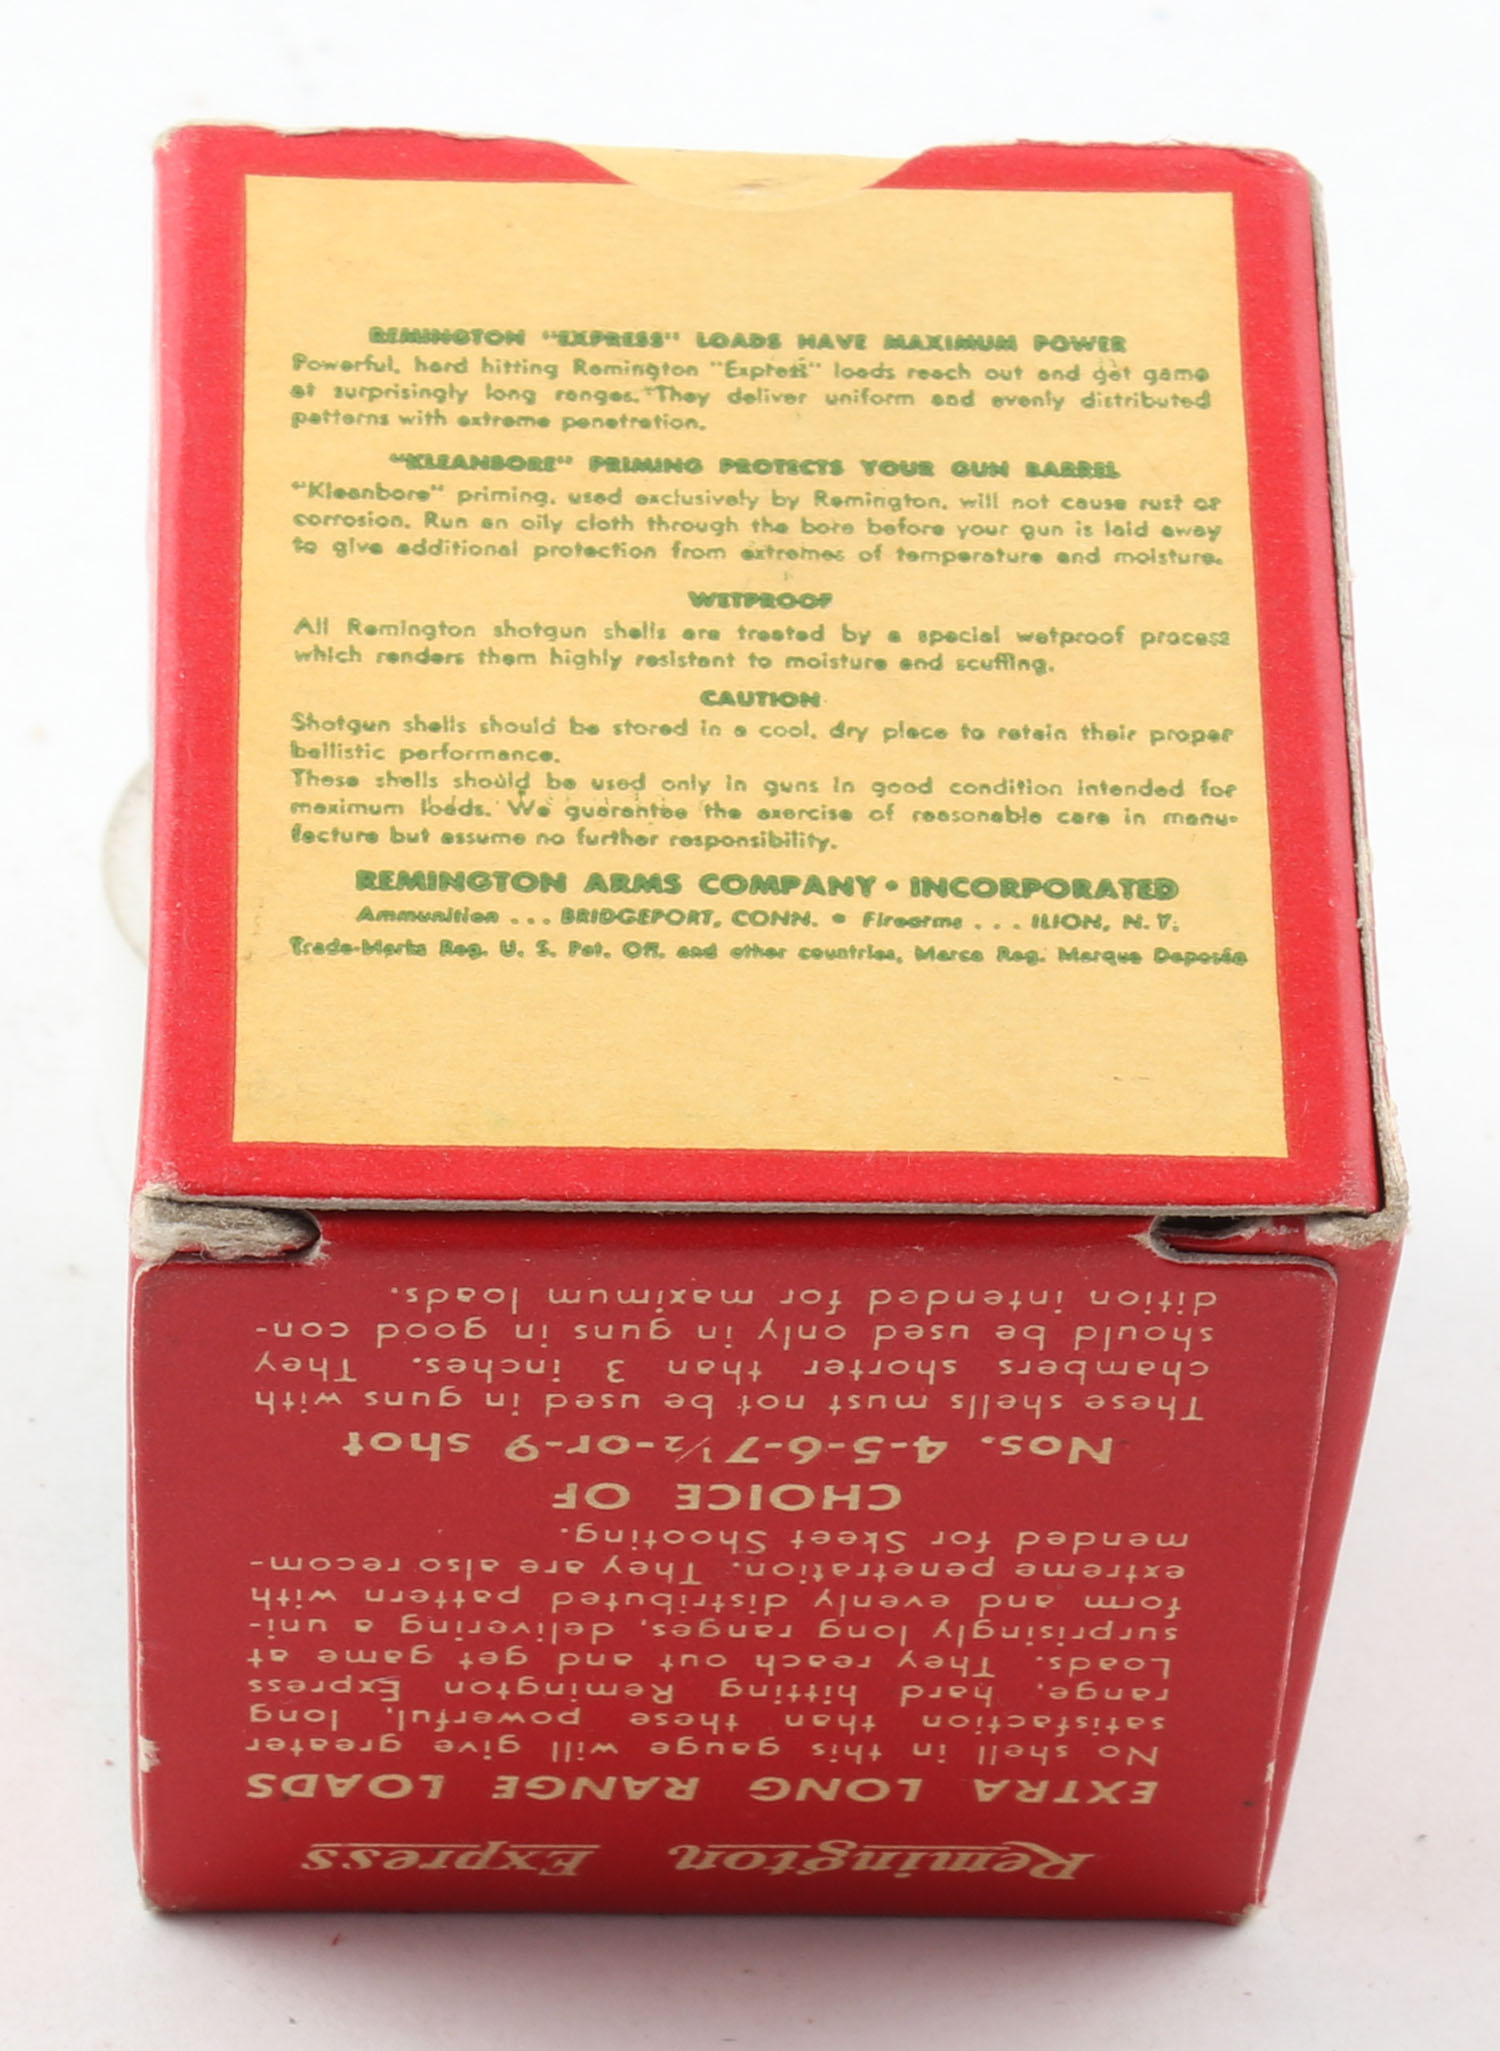 REMINGTON "EXPRESS" LOADS HAVE MAXIMUM POWER
Powerful, hard hitting Remington "Express" loads reach out and get game
at surprisingly long ranges. They deliver uniform and evenly distributed
patterns with extreme penetration.
"KLEANBORE" PRIMING PROTECTS YOUR GUN BARREL
"Kleanbore" priming, used exclusively by Remington, will not cause rust or
corrosion. Run an oily cloth through the bore before your gun is laid away
to give additional protection from extremes of temperature and moisture.
WETPROOF
All Remington shotgun shells are treated by a special wetproof process
which renders them highly resistant to moisture and scuffing.
CAUTION
Shotgun shells should be stored in a cool, dry place to retain their proper
ballistic performance.
These shells should be used only in guns in good condition intended for
maximum loads. We guarantee the exercise of reasonable care in manu-
facture but assume no further responsibility.
REMINGTON ARMS COMPANY • INCORPORATED
Ammunition ... BRIDGEPORT, CONN. • Firearms ... ILION, N. Y.
Trade-Marks Reg. U. S. Pat. Off. and other countries, Marca Reg. Marque Deposée
Remington Express
EXTRA LONG RANGE LOADS
No shell in this gauge will give greater
satisfaction than these powerful, long
range, hard hitting Remington Express
Loads. They reach out and get game at
surprisingly long ranges, delivering a uni-
form and evenly distributed pattern with
extreme penetration. They are also recom-
mended for Skeet Shooting.
CHOICE OF
Nos. 4-5-6-7½-or-9 shot
These shells must not be used in guns with
chambers shorter than 3 inches. They
should be used only in guns in good con-
dition intended for maximum loads.